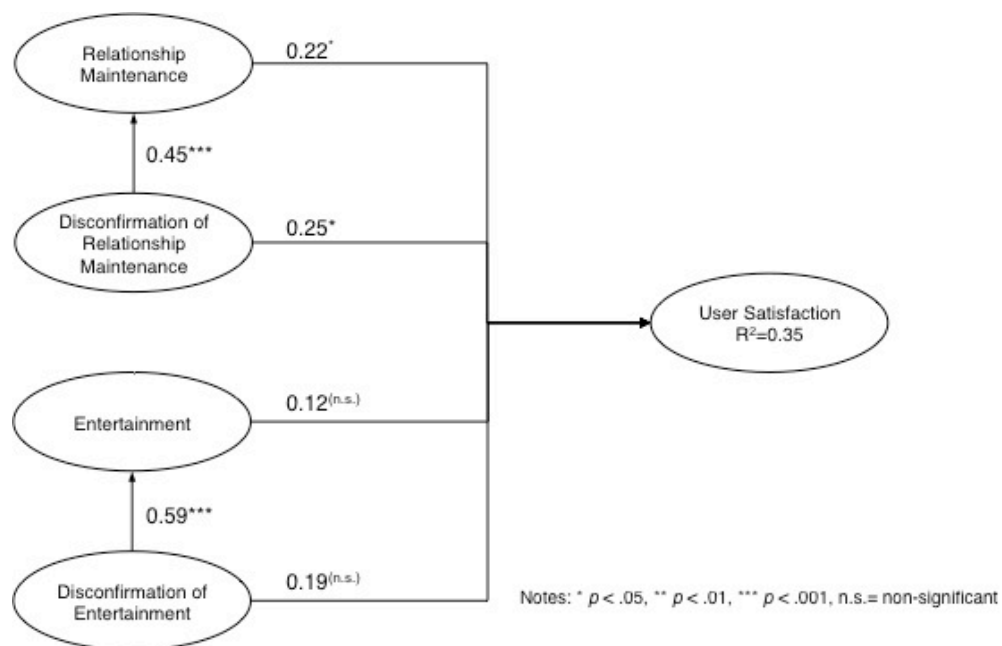 Relationship
Maintenance
0.22*
0.45***
Disconfirmation of
Relationship
Maintenance
0.25*
User Satisfaction
R²=0.35
Entertainment
0.12(n.s.)
0.59***
Disconfirmation of
Entertainment
0.19(n.s.)
Notes: * p < .05, ** p < .01, *** p < .001, n.s.= non-significant